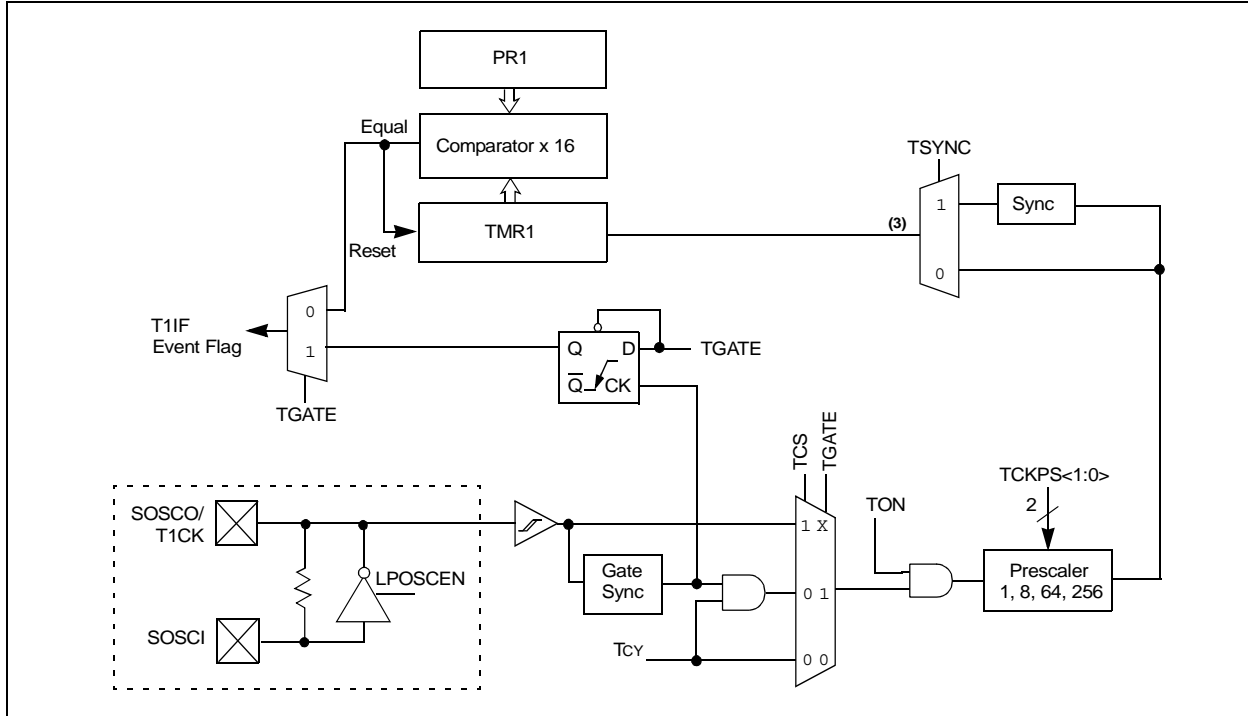 PR1
Equal
Comparator x 16
TSYNC
1
Sync
(3)
TMR1
Reset
0
0
T1IF
Event Flag
1
Q
D
TGATE
Q̅
CK
TGATE
TCS
TGATE
TCKPS<1:0>
SOSCO/
T1CK
TON
2
1 X
LPOSCEN
Gate
Sync
Prescaler
1, 8, 64, 256
0 1
SOSCI
TCY
0 0